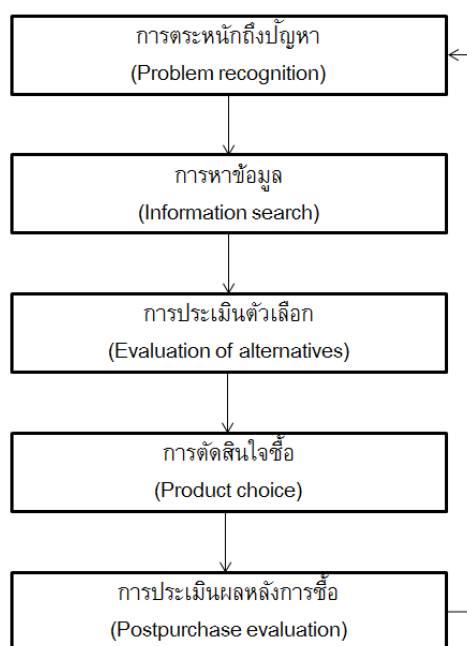 การตระหนักถึงปัญหา
(Problem recognition)
การหาข้อมูล
(Information search)
การประเมินตัวเลือก
(Evaluation of alternatives)
การตัดสินใจซื้อ
(Product choice)
การประเมินผลหลังการซื้อ
(Postpurchase evaluation)